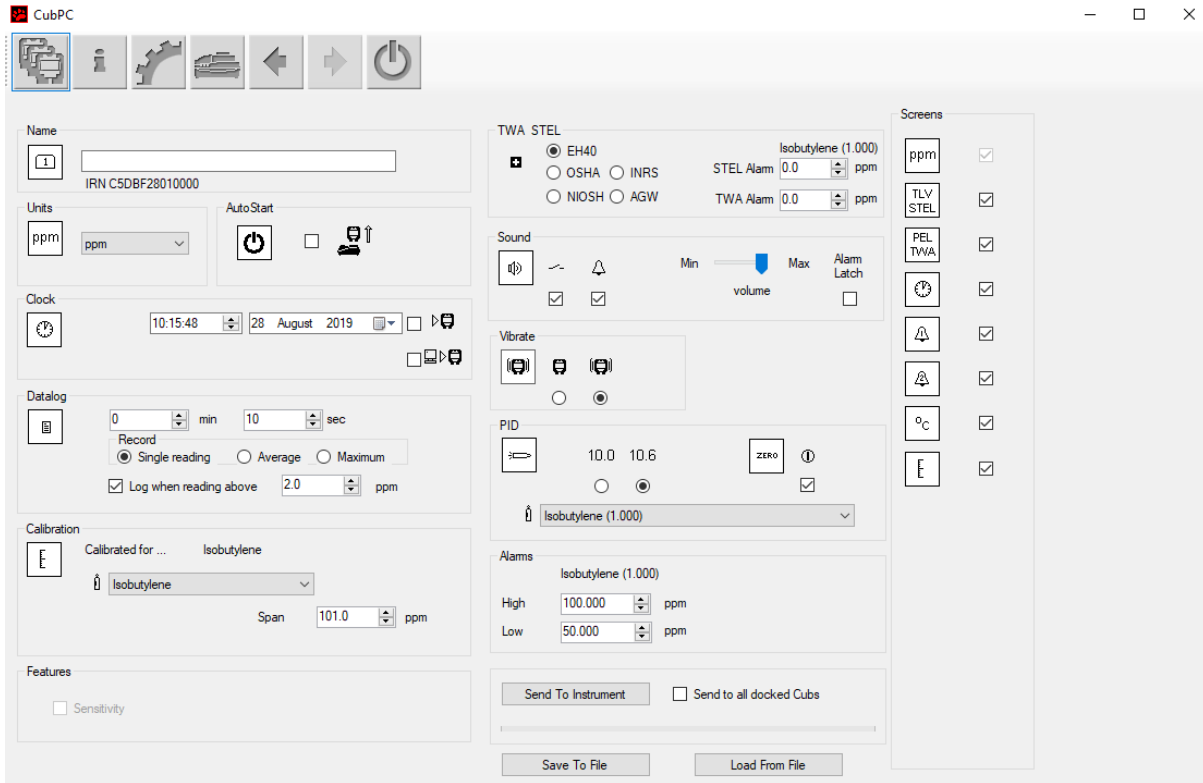 CubPC
Name
1
IRN C5DBF28010000
Units
ppm
ppm
AutoStart
Clock
10:15:48
28 August 2019
Datalog
0 min 10 sec
Record
Single reading Average Maximum
Log when reading above 2.0 ppm
Calibration
Calibrated for ... Isobutylene
Isobutylene
Span 101.0 ppm
Features
Sensitivity
TWA STEL
EH40
OSHA INRS
NIOSH AGW
Isobutylene (1.000)
STEL Alarm 0.0 ppm
TWA Alarm 0.0 ppm
Sound
Min Max
volume
Alarm
Latch
Vibrate
PID
10.0 10.6
ZERO
Isobutylene (1.000)
Alarms
Isobutylene (1.000)
High 100.000 ppm
Low 50.000 ppm
Send To Instrument
Send to all docked Cubs
Save To File
Load From File
Screens
ppm
TLV
STEL
PEL
TWA
1
2
°C